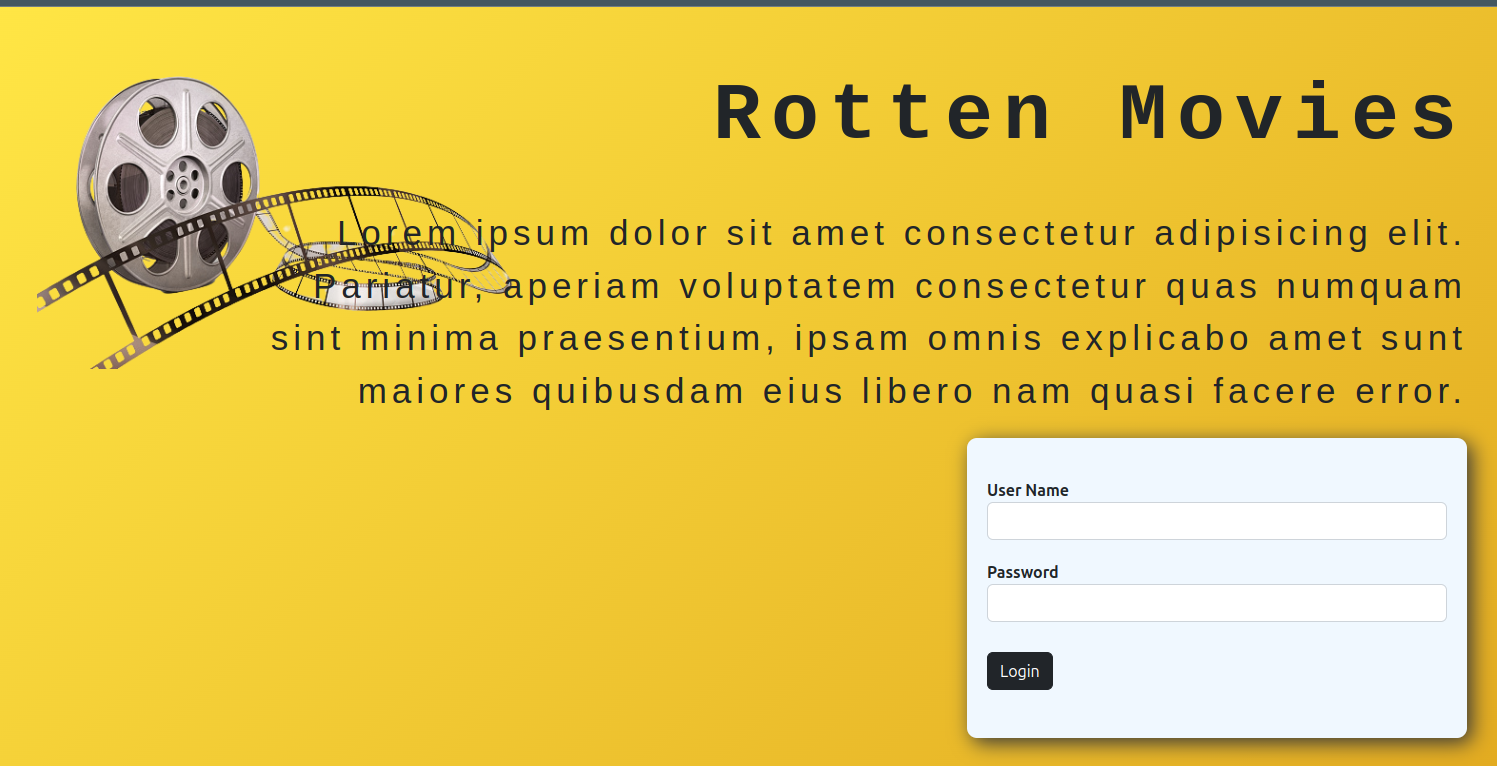 Rotten Movies
Lorem ipsum dolor sit amet consectetur adipisicing elit.
Pariatur, aperiam voluptatem consectetur quas numquam
sint minima praesentium, ipsam omnis explicabo amet sunt
maiores quibusdam eius libero nam quasi facere error.
User Name
Password
Login